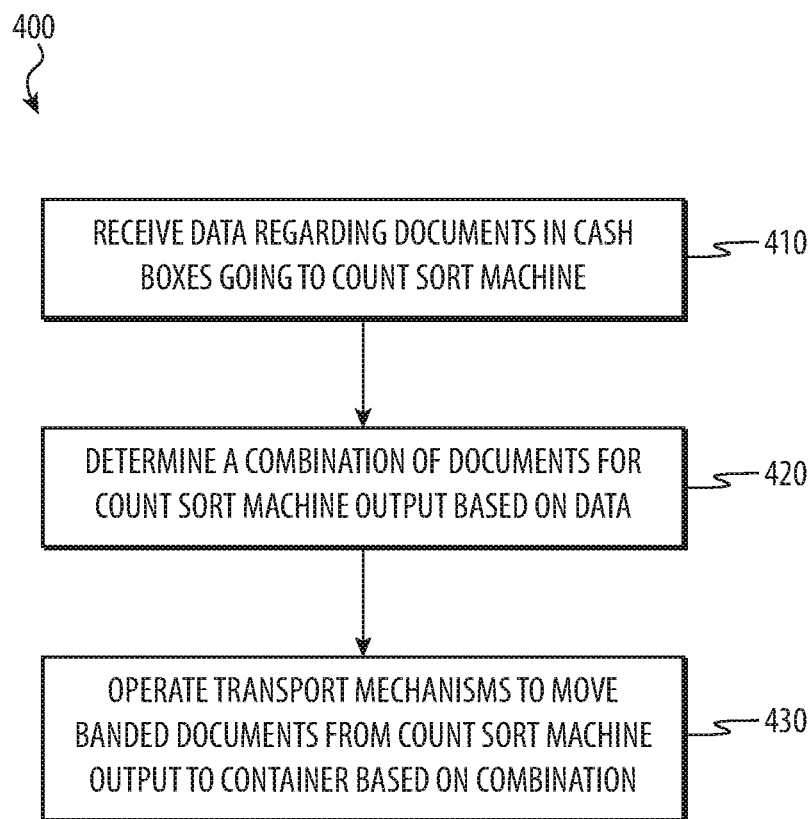 400
RECEIVE DATA REGARDING DOCUMENTS IN CASH
BOXES GOING TO COUNT SORT MACHINE
410
DETERMINE A COMBINATION OF DOCUMENTS FOR
COUNT SORT MACHINE OUTPUT BASED ON DATA
420
OPERATE TRANSPORT MECHANISMS TO MOVE
BANDED DOCUMENTS FROM COUNT SORT MACHINE
OUTPUT TO CONTAINER BASED ON COMBINATION
430